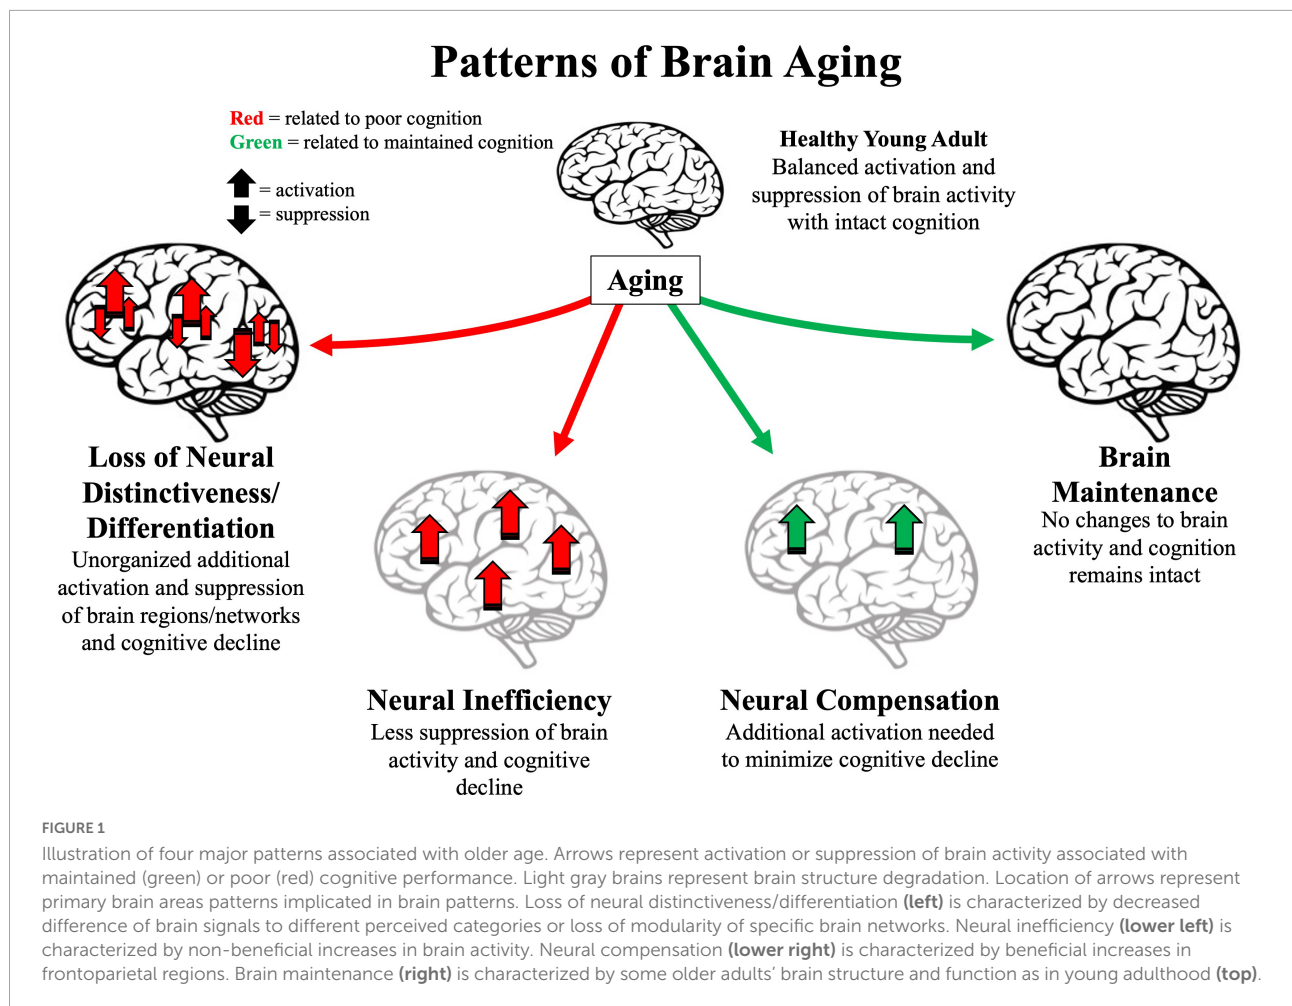 Patterns of Brain Aging
Red = related to poor cognition
Green = related to maintained cognition
= activation
= suppression
Healthy Young Adult
Balanced activation and
suppression of brain activity
with intact cognition
Aging
Loss of Neural
Distinctiveness/
Differentiation
Unorganized additional
activation and suppression
of brain regions/networks
and cognitive decline
Neural Inefficiency
Less suppression of brain
activity and cognitive
decline
Neural Compensation
Additional activation needed
to minimize cognitive decline
Brain
Maintenance
No changes to brain
activity and cognition
remains intact
FIGURE 1
Illustration of four major patterns associated with older age. Arrows represent activation or suppression of brain activity associated with
maintained (green) or poor (red) cognitive performance. Light gray brains represent brain structure degradation. Location of arrows represent
primary brain areas patterns implicated in brain patterns. Loss of neural distinctiveness/differentiation (left) is characterized by decreased
difference of brain signals to different perceived categories or loss of modularity of specific brain networks. Neural inefficiency (lower left) is
characterized by non-beneficial increases in brain activity. Neural compensation (lower right) is characterized by beneficial increases in
frontoparietal regions. Brain maintenance (right) is characterized by some older adults’ brain structure and function as in young adulthood (top).